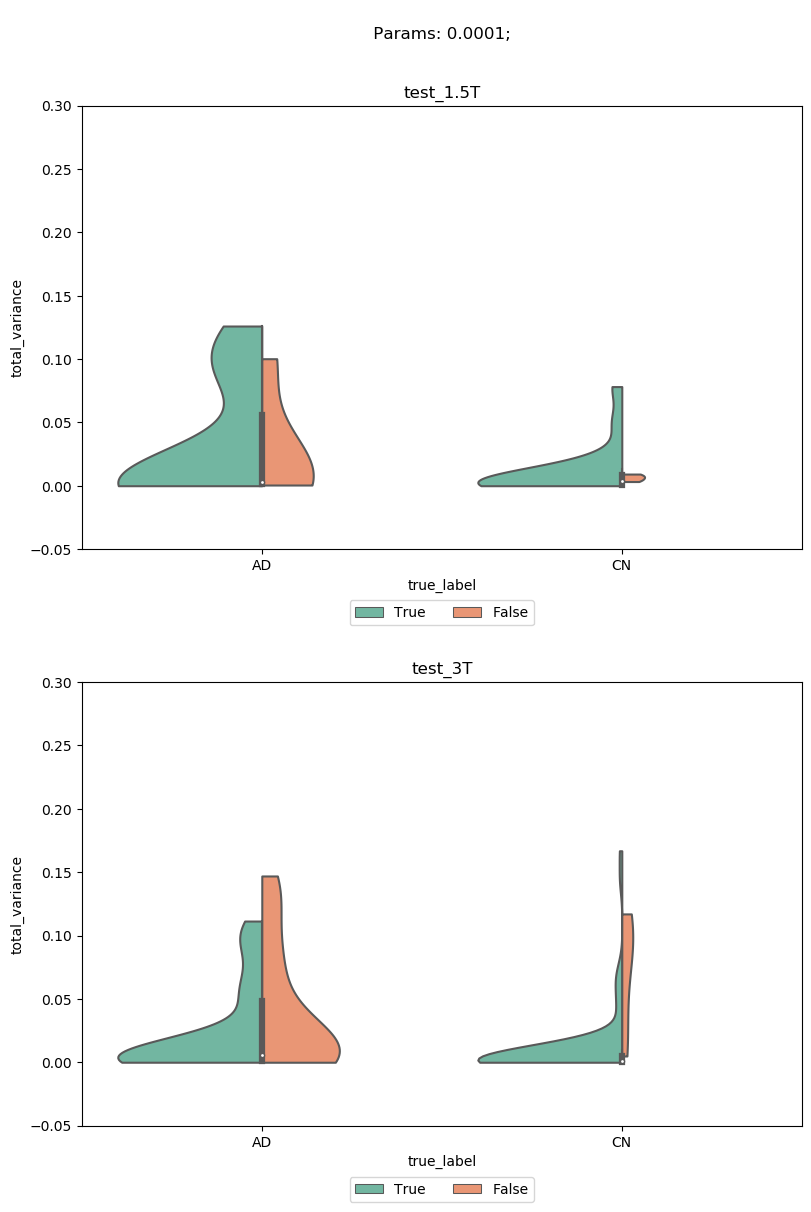 Params: 0.0001;
test_1.5T
0.30
0.25
0.20
0.15
0.10
0.05
0.00
−0.05
total_variance
AD
CN
true_label
True
False
test_3T
0.30
0.25
0.20
0.15
0.10
0.05
0.00
−0.05
total_variance
AD
CN
true_label
True
False